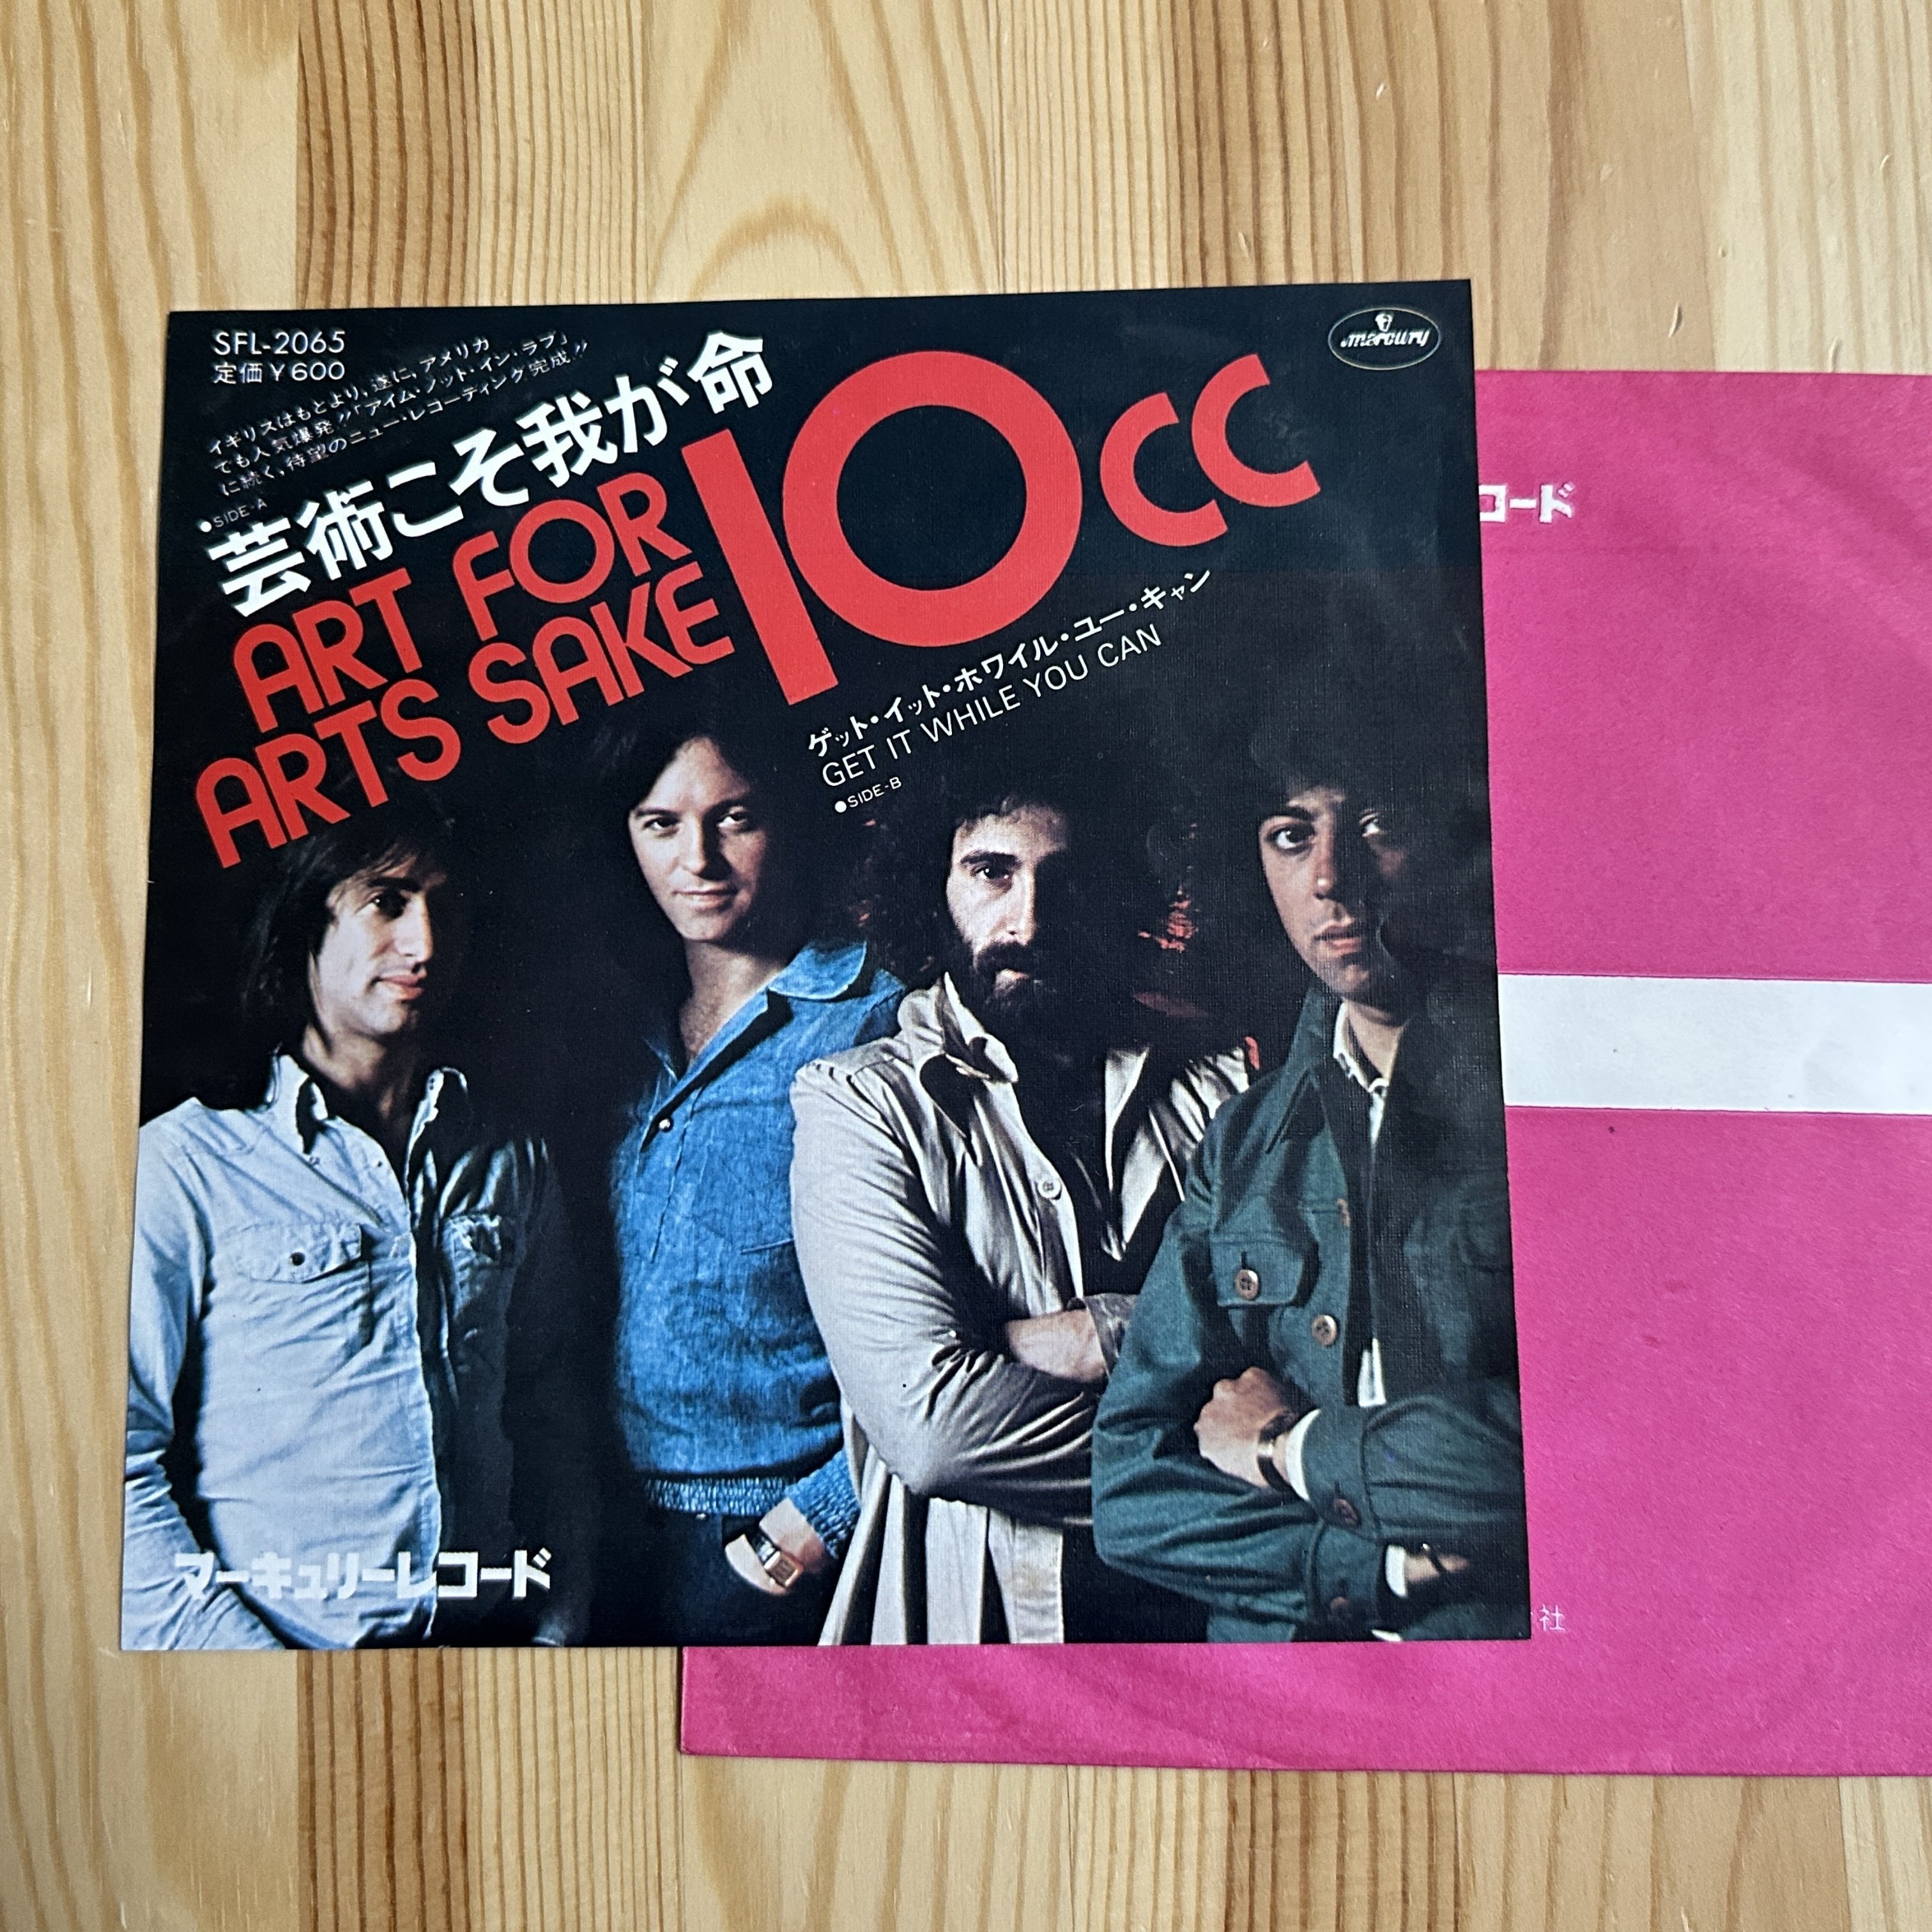 SFL-2065
定価￥600
mercury
イギリスはもとより、遂に、アメリカ
でも人気爆発!!「アイム・ノット・イン・ラブ」
に続く、待望のニュー・レコーディング完成!!
●SIDE-A
芸術こそ我が命
ART FOR
ARTS SAKE
10cc
ゲット・イット・ホワイル・ユー・キャン
GET IT WHILE YOU CAN
●SIDE-B
マーキュリーレコード
コード
社